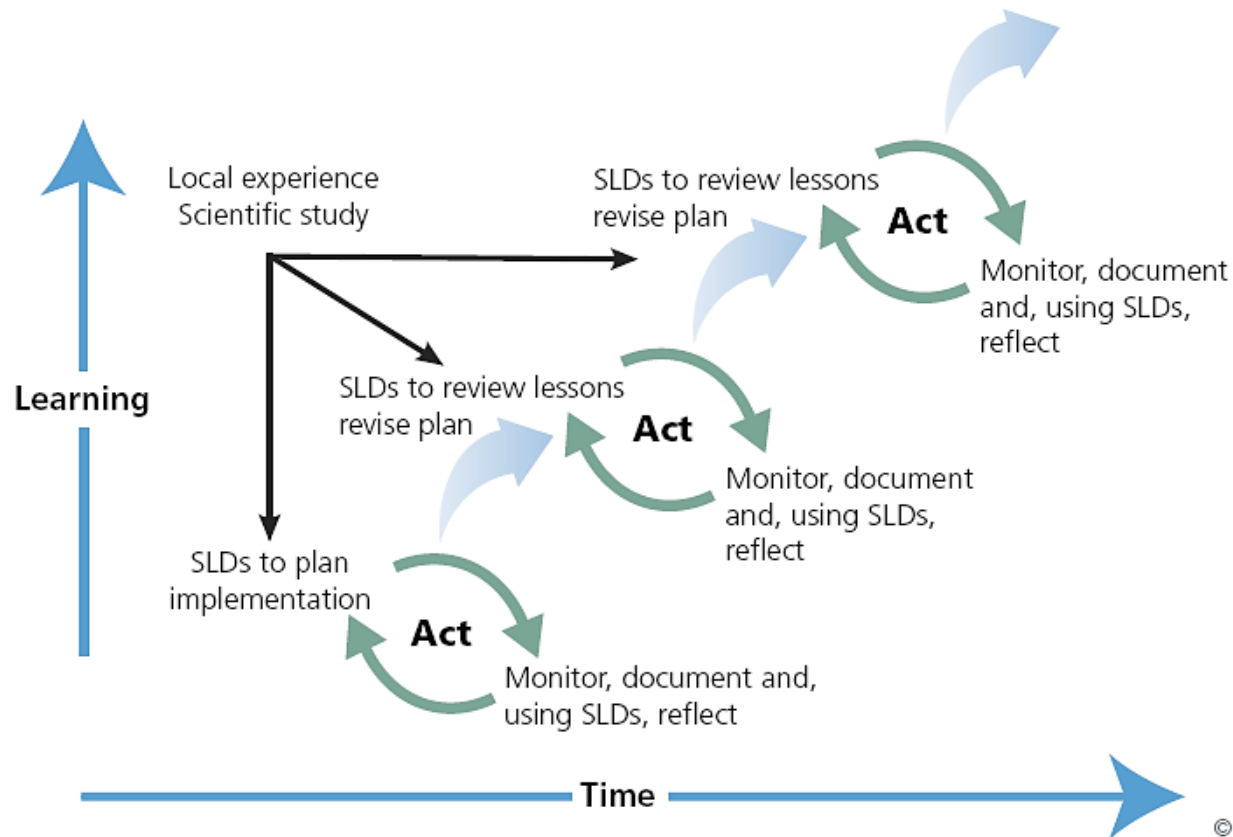 Local experience
Scientific study
SLDs to review lessons
revise plan
Act
Monitor, document
and, using SLDs,
reflect
Learning
SLDs to review lessons
revise plan
Act
Monitor, document
and, using SLDs,
reflect
SLDs to plan
implementation
Act
Monitor, document and,
using SLDs, reflect
Time
©